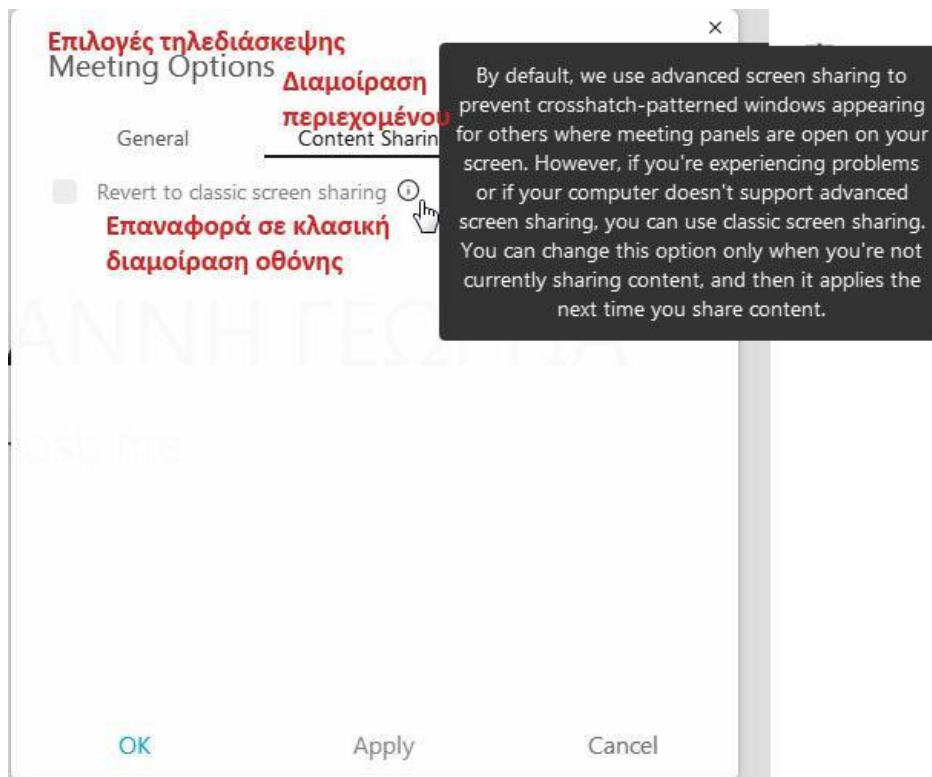 Επιλογές τηλεδιάσκεψης
Meeting Options
Διαμοίραση
περιεχομένου
General
Content Sharin
Revert to classic screen sharing
Επαναφορά σε κλασική
διαμοίραση οθόνης
By default, we use advanced screen sharing to
prevent crosshatch-patterned windows appearing
for others where meeting panels are open on your
screen. However, if you're experiencing problems
or if your computer doesn't support advanced
screen sharing, you can use classic screen sharing.
You can change this option only when you're not
currently sharing content, and then it applies the
next time you share content.
OK
Apply
Cancel